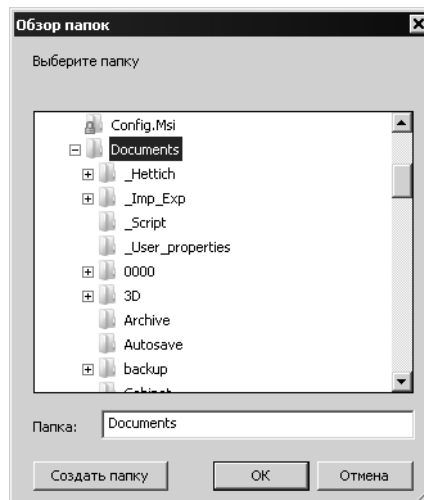 Обзор папок
Выберите папку
Config.Msi
Documents
_Hettich
_Imp_Exp
_Script
_User_properties
0000
3D
Archive
Autosave
backup
Папка: Documents
Создать папку OK Отмена